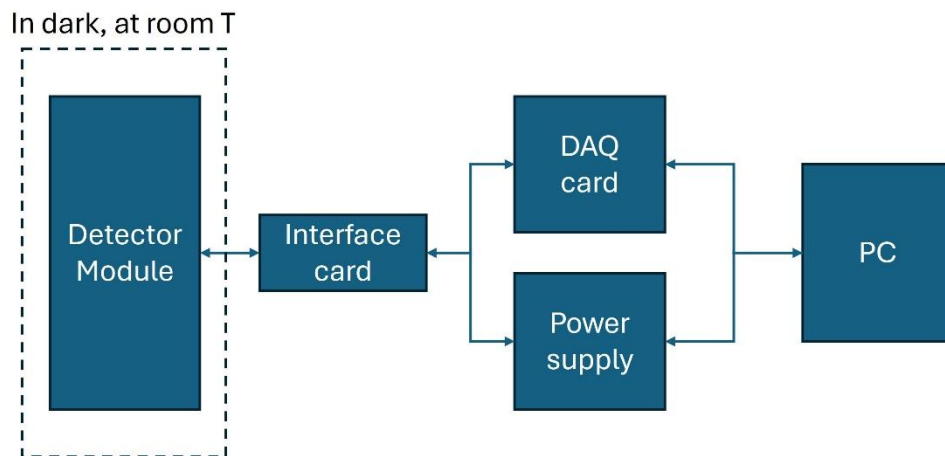 In dark, at room T
Detector
Module
Interface
card
DAQ
card
Power
supply
PC